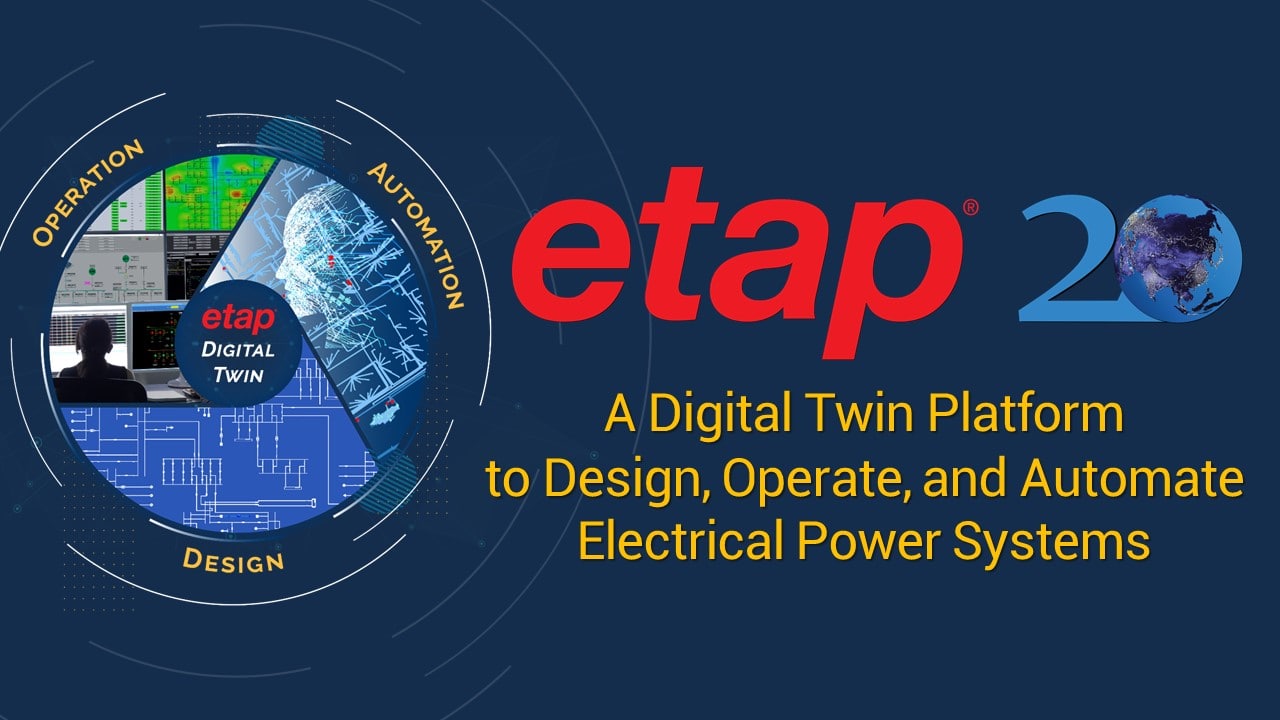 OPERATION
AUTOMATION
etap
DIGITAL
TWIN
DESIGN
etap® 20
A Digital Twin Platform
to Design, Operate, and Automate
Electrical Power Systems